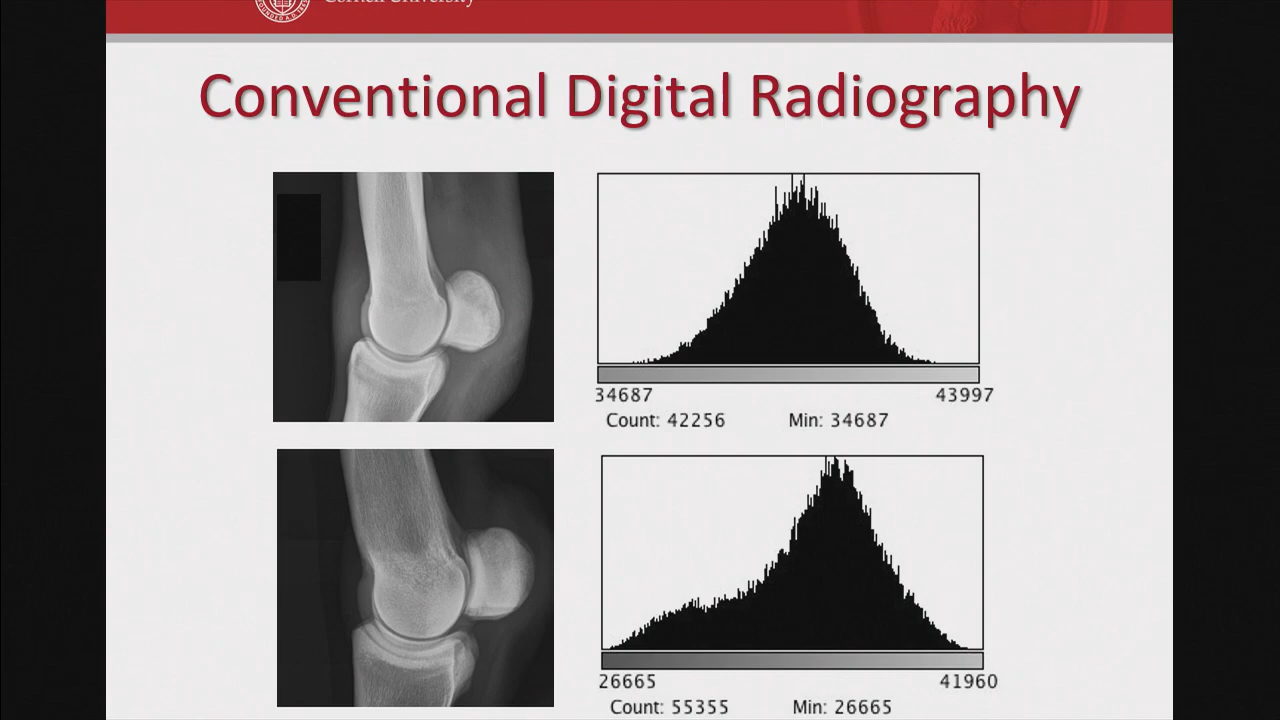 Cornell University
Conventional Digital Radiography
34687 43997
Count: 42256 Min: 34687
26665 41960
Count: 55355 Min: 26665